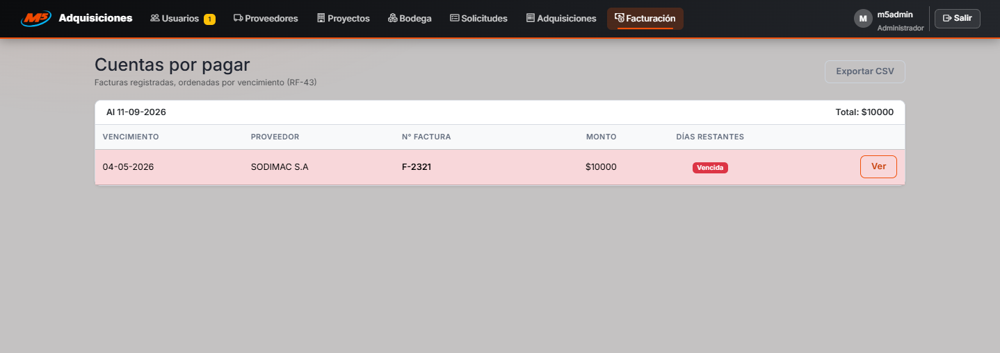 M5 Adquisiciones Usuarios 1 Proveedores Proyectos Bodega Solicitudes Adquisiciones Facturación M m5admin Salir
Administrador
Cuentas por pagar
Facturas registradas, ordenadas por vencimiento (RF-43)
Exportar CSV
Al 11-09-2026 Total: $10000
VENCIMIENTO PROVEEDOR N° FACTURA MONTO DÍAS RESTANTES
04-05-2026 SODIMAC S.A F-2321 $10000 Vencida Ver